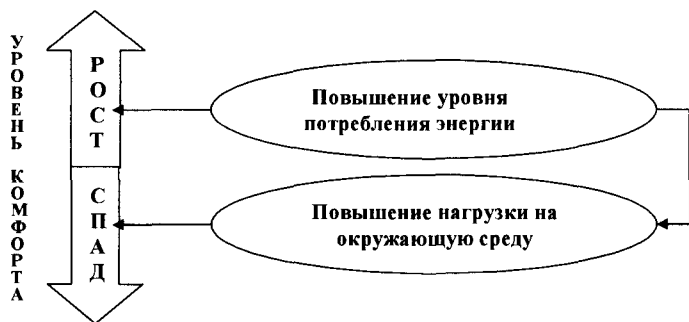 УРОВЕНЬ КОМФОРТА
РОСТ
СПАД
Повышение уровня
потребления энергии
Повышение нагрузки на
окружающую среду